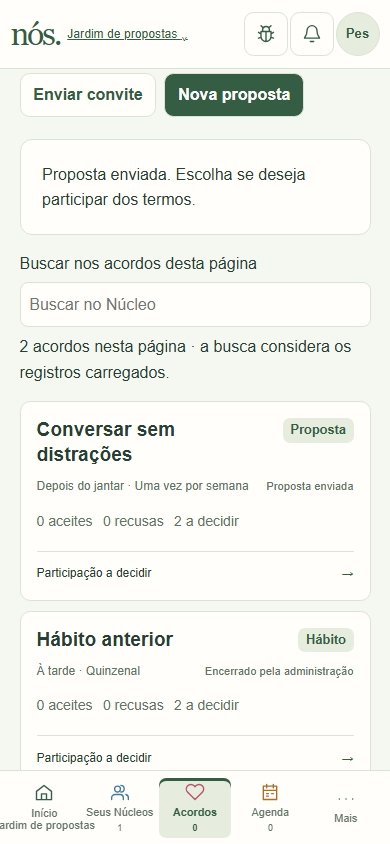 nós. Jardim de propostas Pes
Enviar convite Nova proposta
Proposta enviada. Escolha se deseja
participar dos termos.
Buscar nos acordos desta página
Buscar no Núcleo
2 acordos nesta página · a busca considera os
registros carregados.
Conversar sem
distrações
Proposta
Depois do jantar · Uma vez por semana Proposta enviada
0 aceites 0 recusas 2 a decidir
Participação a decidir →
Hábito anterior Hábito
À tarde · Quinzenal Encerrado pela administração
0 aceites 0 recusas 2 a decidir
Participação a decidir →
Início
ardim de propostas
Seus Núcleos
1
Acordos
0
Agenda
0
...
Mais